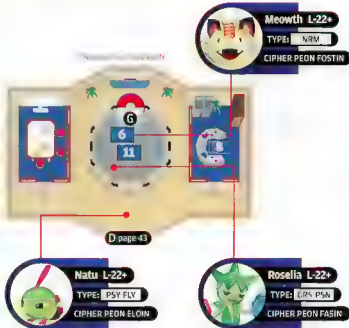 Meowth L-22+
TYPE: NRM
CIPHER PEON FOSTIN
G
6
11
D page 43
Natu L-22+
TYPE: PSY FLY
CIPHER PEON ELOIN
Roselia L-22+
TYPE: GRS PSN
CIPHER PEON FASIN